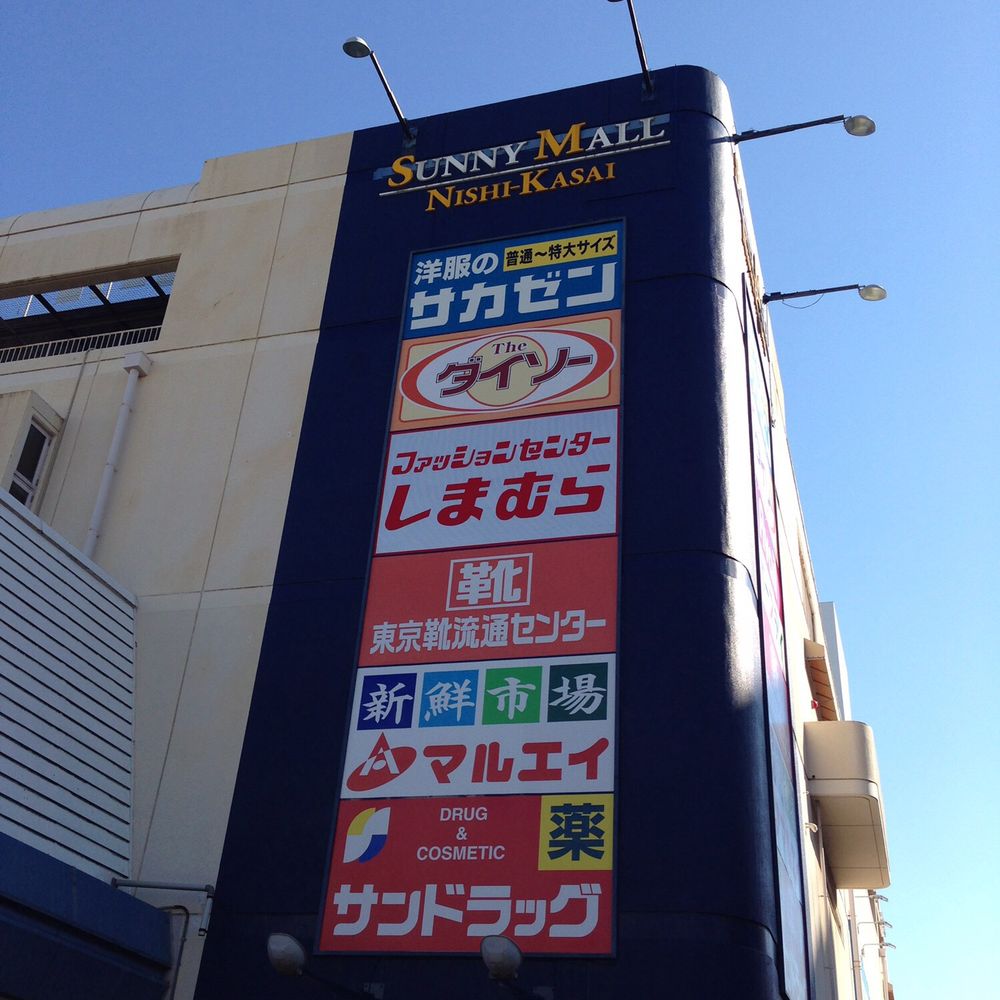 SUNNY MALL
NISHI-KASAI
洋服の 普通～特大サイズ
サカゼン
The
ダイソー
ファッションセンター
しまむら
靴
東京靴流通センター
新鮮市場
マルエイ
DRUG
&
COSMETIC
薬
サンドラッグ